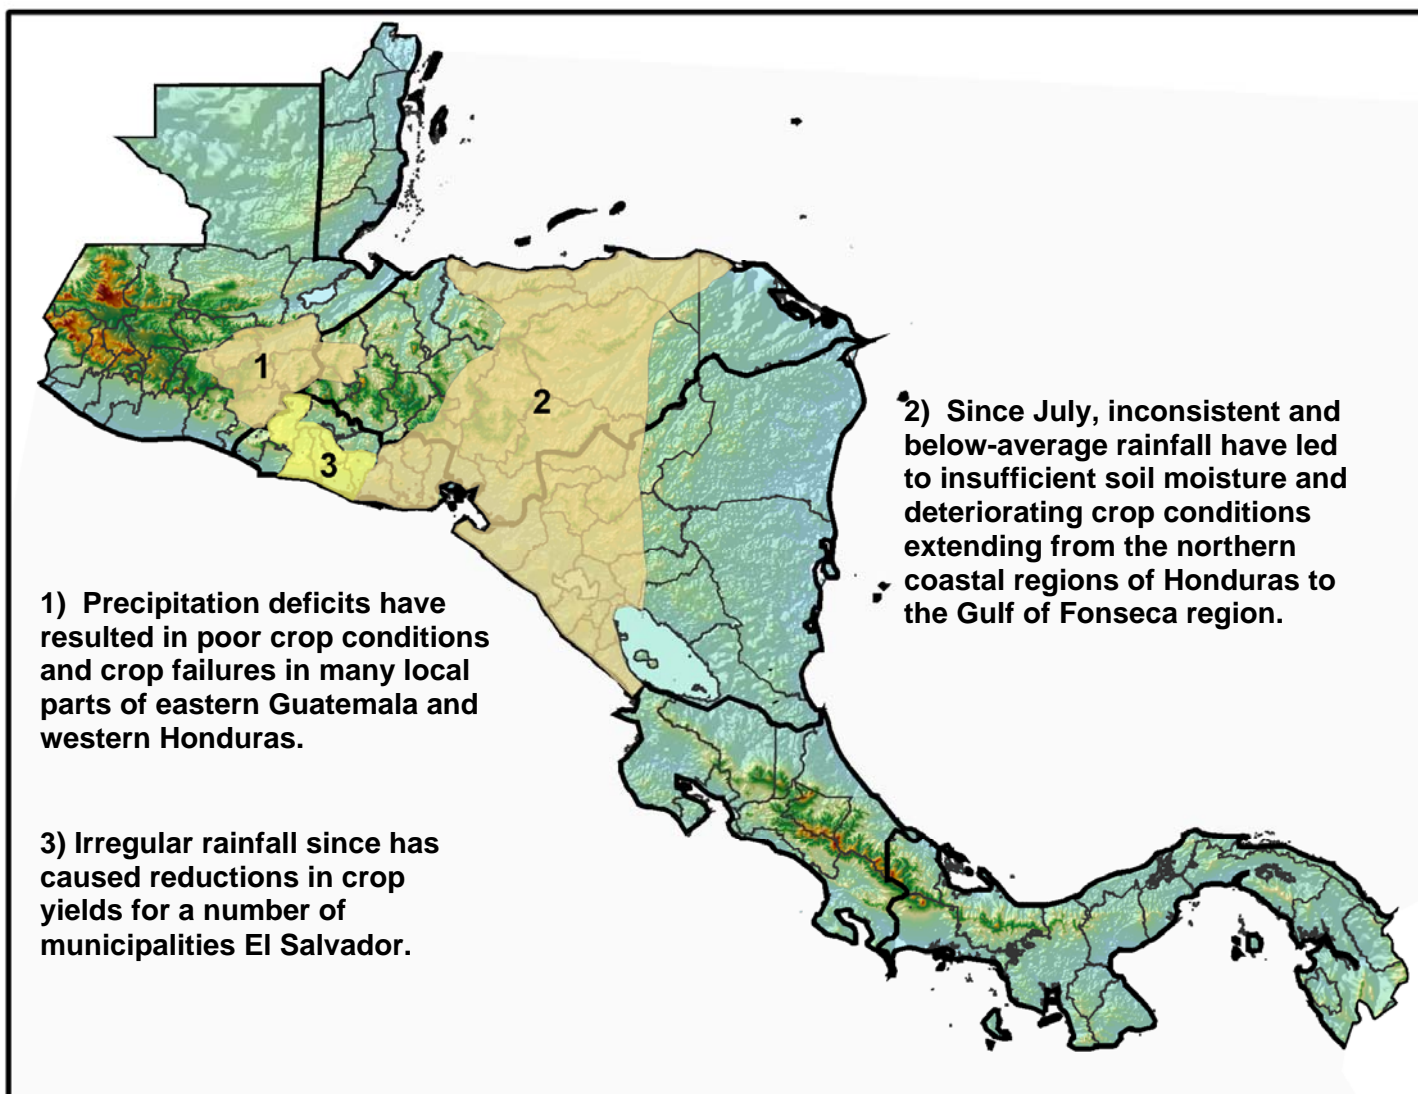 1
2
3
2)  Since July, inconsistent and
below-average rainfall have led
to insufficient soil moisture and
deteriorating crop conditions
extending from the northern
coastal regions of Honduras to
the Gulf of Fonseca region.
1)  Precipitation deficits have
resulted in poor crop conditions
and crop failures in many local
parts of eastern Guatemala and
western Honduras.
3) Irregular rainfall since has
caused reductions in crop
yields for a number of
municipalities El Salvador.